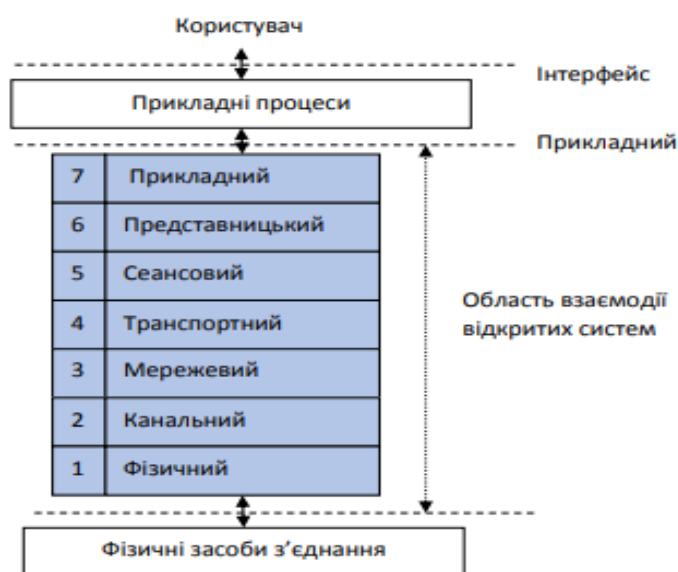 Користувач
Інтерфейс
Прикладні процеси
Прикладний
7 Прикладний
6 Представницький
5 Сеансовий
4 Транспортний
3 Мережевий
2 Канальний
1 Фізичний
Область взаємодії
відкритих систем
Фізичні засоби з’єднання